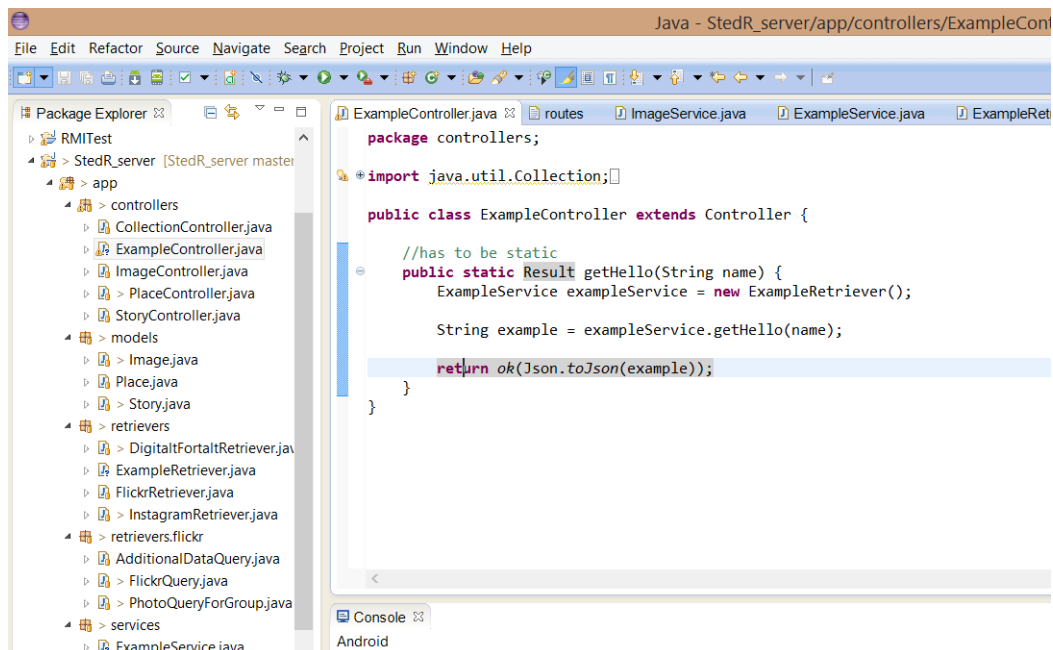 Java - StedR_server/app/controllers/ExampleCont
File Edit Refactor Source Navigate Search Project Run Window Help
Package Explorer
RMITest
> StedR_server [StedR_server master
> app
> controllers
CollectionController.java
ExampleController.java
ImageController.java
> PlaceController.java
StoryController.java
> models
> Image.java
Place.java
> Story.java
> retrievers
> DigitaltFortaltRetriever.jav
ExampleRetriever.java
FlickrRetriever.java
> InstagramRetriever.java
> retrievers.flickr
AdditionalDataQuery.java
> FlickrQuery.java
> PhotoQueryForGroup.java
> services
ExampleService.java
ExampleController.java routes ImageService.java ExampleService.java ExampleRet
package controllers;
import java.util.Collection;
public class ExampleController extends Controller {
//has to be static
public static Result getHello(String name) {
ExampleService exampleService = new ExampleRetriever();
String example = exampleService.getHello(name);
return ok(Json.toJson(example));
}
}
Console
Android